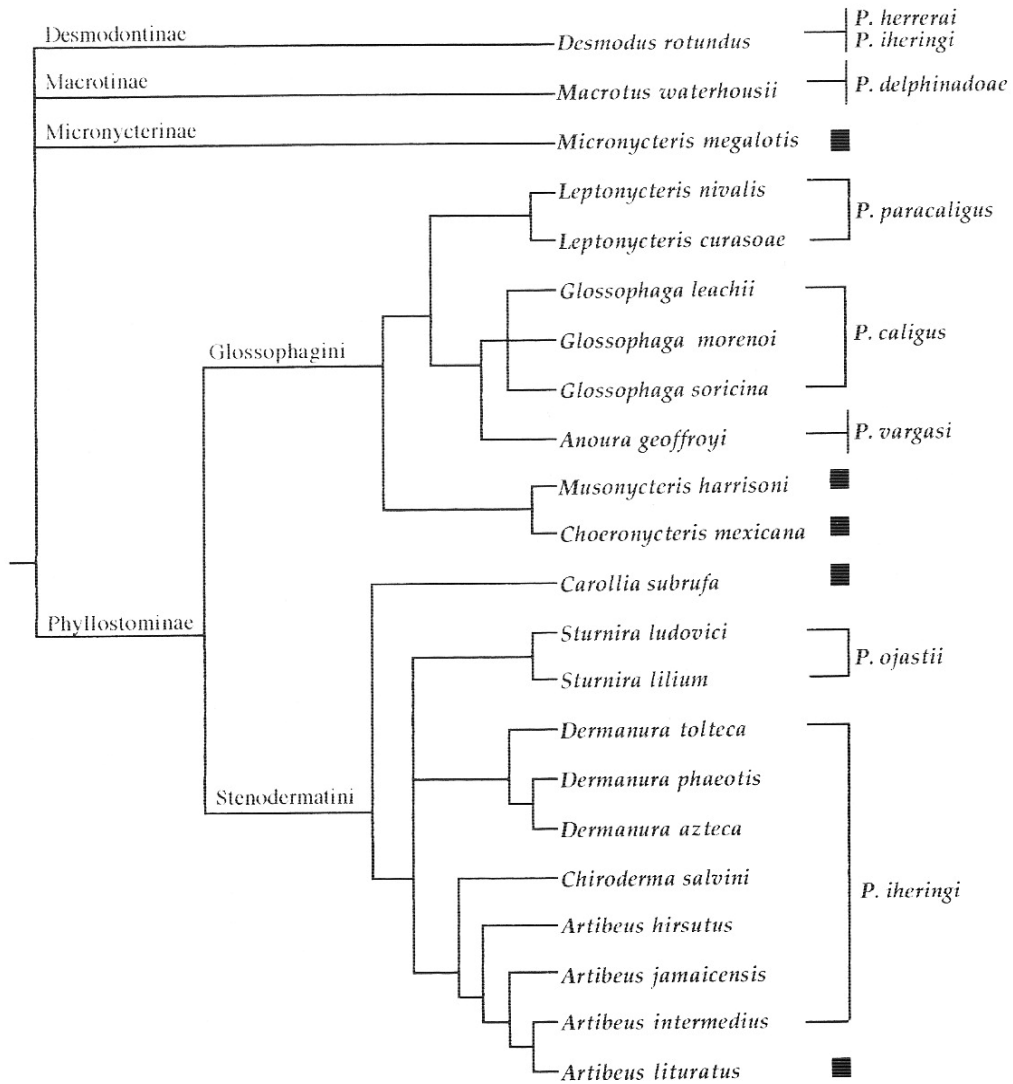 Desmodontinae
Desmodus rotundus
P. herrerai
P. iheringi
Macrotinae
Macrotus waterhousii
P. delphinadoae
Micronycterinae
Micronycteris megalotis
Leptonycteris nivalis
P. paracaligus
Leptonycteris curasoae
Glossophaga leachii
Glossophagini
Glossophaga morenoi
P. caligus
Glossophaga soricina
Anoura geoffroyi
P. vargasi
Musonycteris harrisoni
Choeronycteris mexicana
Carollia subrufa
Phyllostominae
Sturnira ludovici
P. ojastii
Sturnira lilium
Dermanura tolteca
Dermanura phaeotis
Stenodermatini
Dermanura azteca
Chiroderma salvini
P. iheringi
Artibeus hirsutus
Artibeus jamaicensis
Artibeus intermedius
Artibeus lituratus